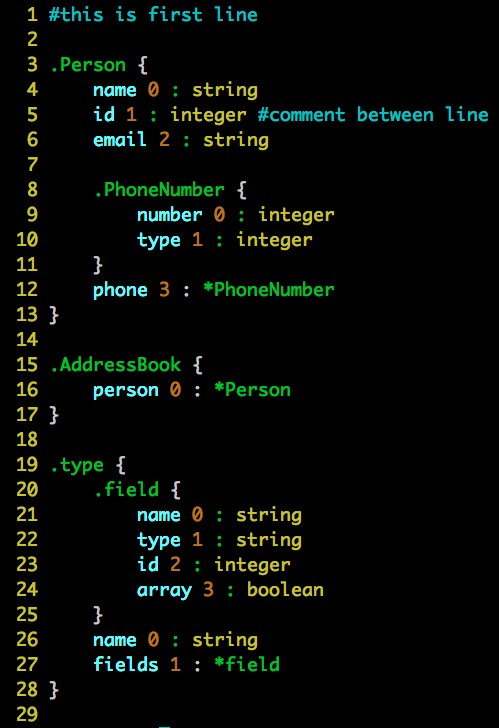 1 #this is first line
2
3 .Person {
4     name 0 : string
5     id 1 : integer #comment between line
6     email 2 : string
7
8     .PhoneNumber {
9         number 0 : integer
10         type 1 : integer
11     }
12     phone 3 : *PhoneNumber
13 }
14
15 .AddressBook {
16     person 0 : *Person
17 }
18
19 .type {
20     .field {
21         name 0 : string
22         type 1 : string
23         id 2 : integer
24         array 3 : boolean
25     }
26     name 0 : string
27     fields 1 : *field
28 }
29